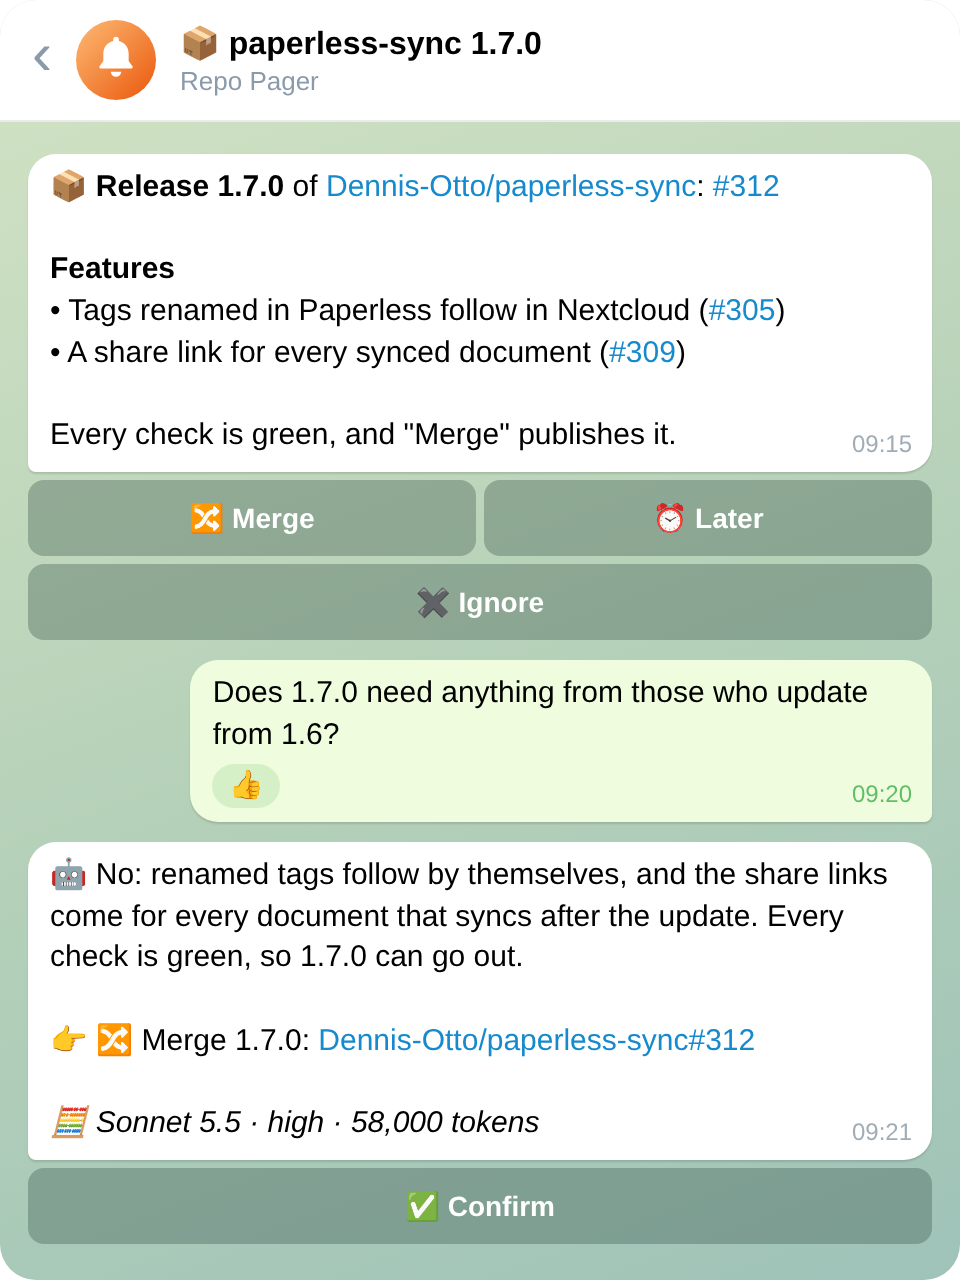 📦 paperless-sync 1.7.0
Repo Pager
📦 Release 1.7.0 of Dennis-Otto/paperless-sync: #312
Features
• Tags renamed in Paperless follow in Nextcloud (#305)
• A share link for every synced document (#309)
Every check is green, and "Merge" publishes it.
09:15
🔀 Merge
⏰ Later
✖️ Ignore
Does 1.7.0 need anything from those who update
from 1.6?
👍
09:20
🤖 No: renamed tags follow by themselves, and the share links
come for every document that syncs after the update. Every
check is green, so 1.7.0 can go out.
👉 🔀 Merge 1.7.0: Dennis-Otto/paperless-sync#312
🧮 Sonnet 5.5 · high · 58,000 tokens
09:21
✅ Confirm